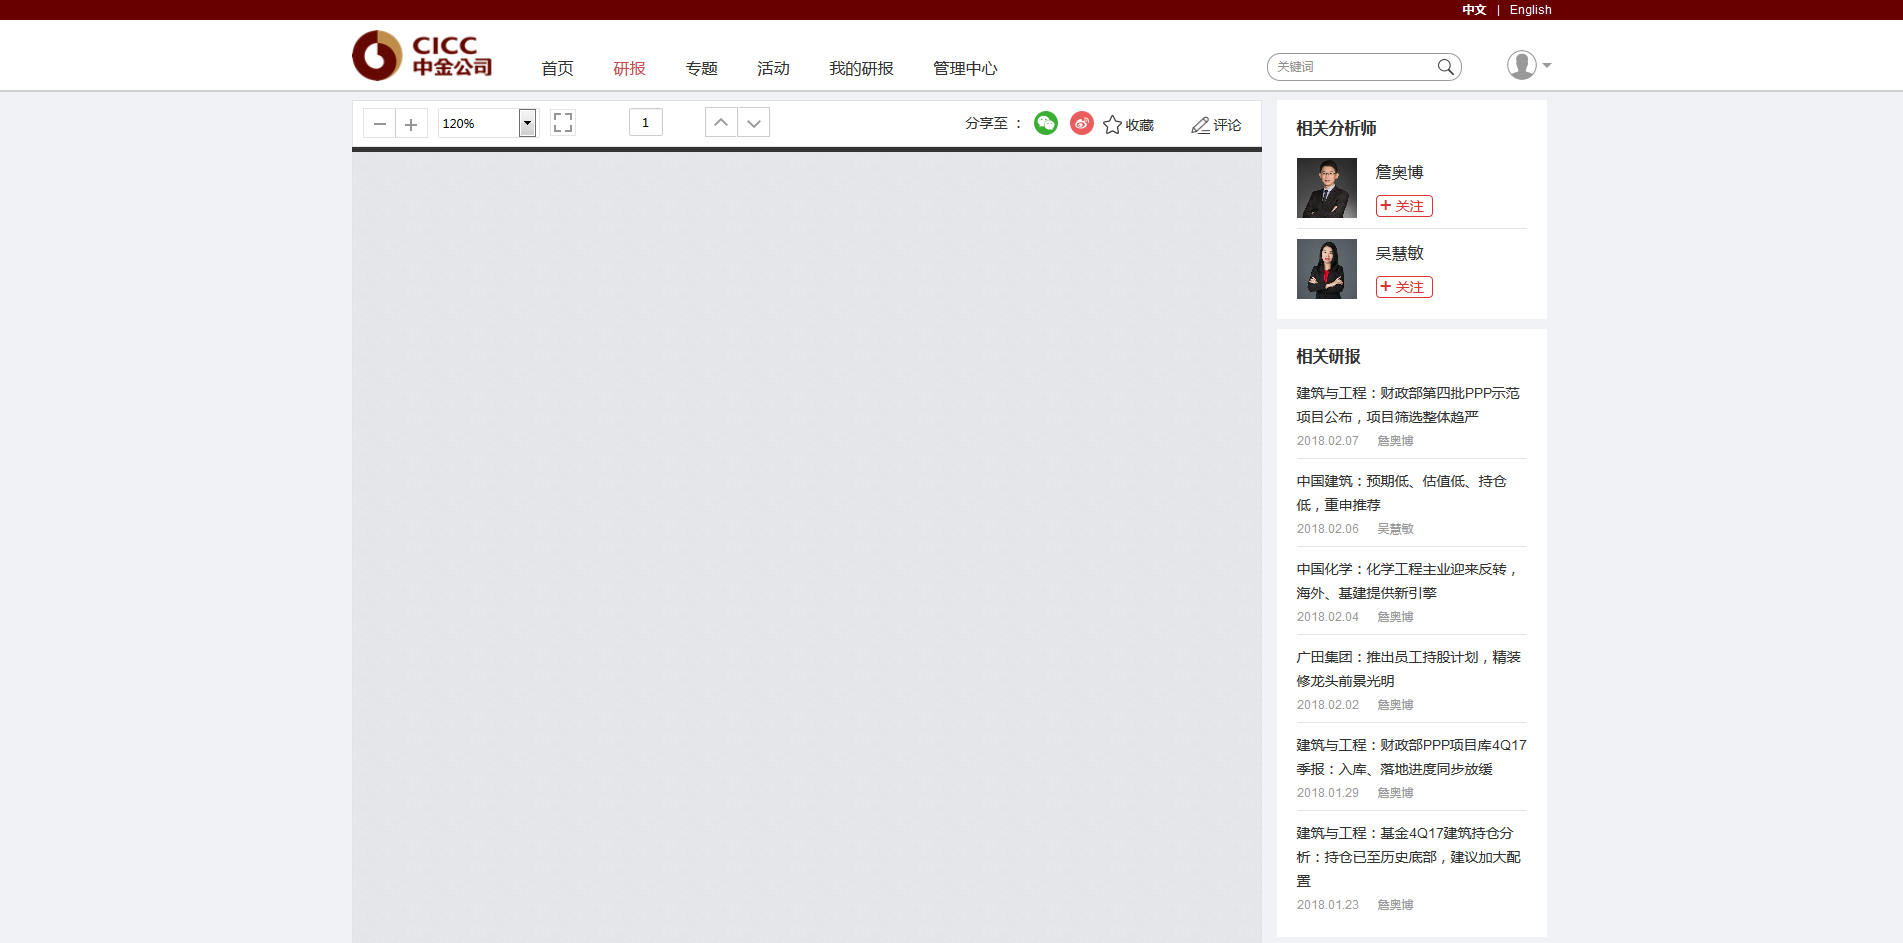 中文 | English
CICC
中金公司
首页 研报 专题 活动 我的研报 管理中心
关键词
120%
1
分享至：
收藏
评论
相关分析师
詹奥博
+ 关注
吴慧敏
+ 关注
相关研报
建筑与工程：财政部第四批PPP示范
项目公布，项目筛选整体趋严
2018.02.07 詹奥博
中国建筑：预期低、估值低、持仓
低，重申推荐
2018.02.06 吴慧敏
中国化学：化学工程主业迎来反转，
海外、基建提供新引擎
2018.02.04 詹奥博
广田集团：推出员工持股计划，精装
修龙头前景光明
2018.02.02 詹奥博
建筑与工程：财政部PPP项目库4Q17
季报：入库、落地进度同步放缓
2018.01.29 詹奥博
建筑与工程：基金4Q17建筑持仓分
析：持仓已至历史底部，建议加大配
置
2018.01.23 詹奥博